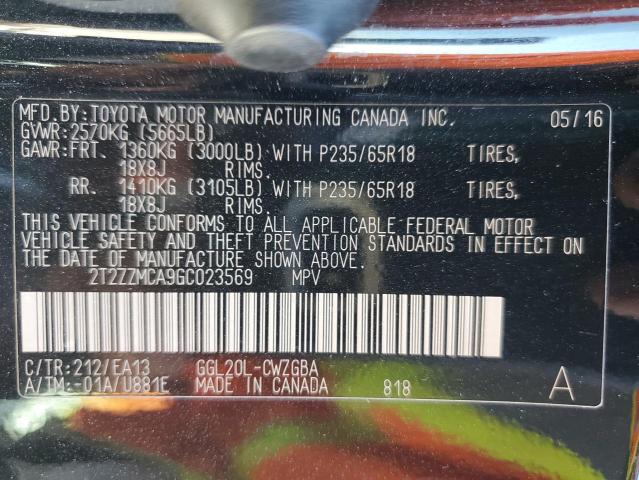 MFD.BY:TOYOTA MOTOR MANUFACTURING CANADA INC. 05/16
GVWR:2570KG (5665LB)
GAWR:FRT. 1360KG (3000LB) WITH P235/65R18 TIRES,
18X8J RIMS.
RR. 1410KG (3105LB) WITH P235/65R18 TIRES,
18X8J RIMS.
THIS VEHICLE CONFORMS TO ALL APPLICABLE FEDERAL MOTOR
VEHICLE SAFETY AND THEFT PREVENTION STANDARDS IN EFFECT ON
THE DATE OF MANUFACTURE SHOWN ABOVE.
2T2ZZMCA9GC023569 MPV
C/TR:212/EA13 GGL20L-CWZGBA
A/TM:-01A/U881E MADE IN CANADA 818 A